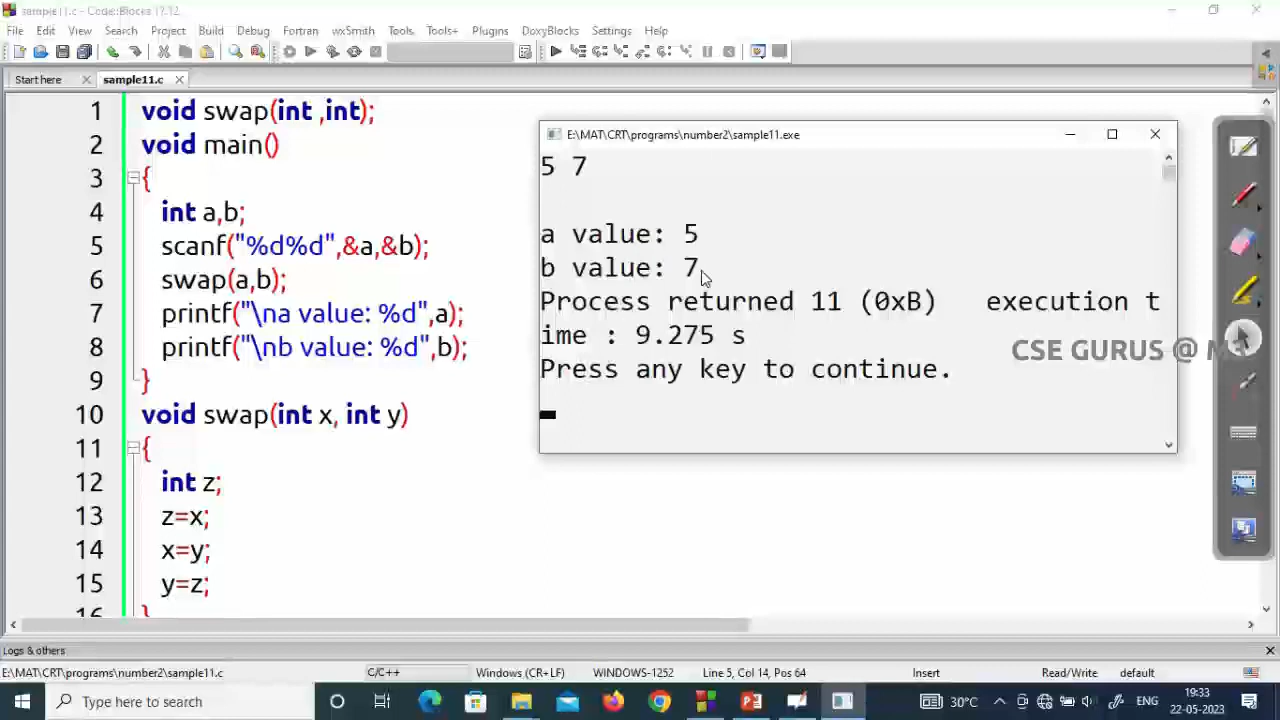 sample11.c - Code::Blocks 17.12
File Edit View Search Project Build Debug Fortran wxSmith Tools Tools+ Plugins DoxyBlocks Settings Help
Start here
sample11.c
1 void swap(int ,int);
2 void main()
3 {
4 int a,b;
5 scanf("%d%d",&a,&b);
6 swap(a,b);
7 printf("\na value: %d",a);
8 printf("\nb value: %d",b);
9 }
10 void swap(int x, int y)
11 {
12 int z;
13 z=x;
14 x=y;
15 y=z;
16 }
E:\MAT\CRT\programs\number2\sample11.exe
5 7
a value: 5
b value: 7
Process returned 11 (0xB)   execution t
ime : 9.275 s
Press any key to continue.
CSE GURUS @
Logs & others
E:\MAT\CRT\programs\number2\sample11.c C/C++ Windows (CR+LF) WINDOWS-1252 Line 5, Col 14, Pos 64 Insert Read/Write default
Type here to search
30°C
ENG
19:33
22-05-2023